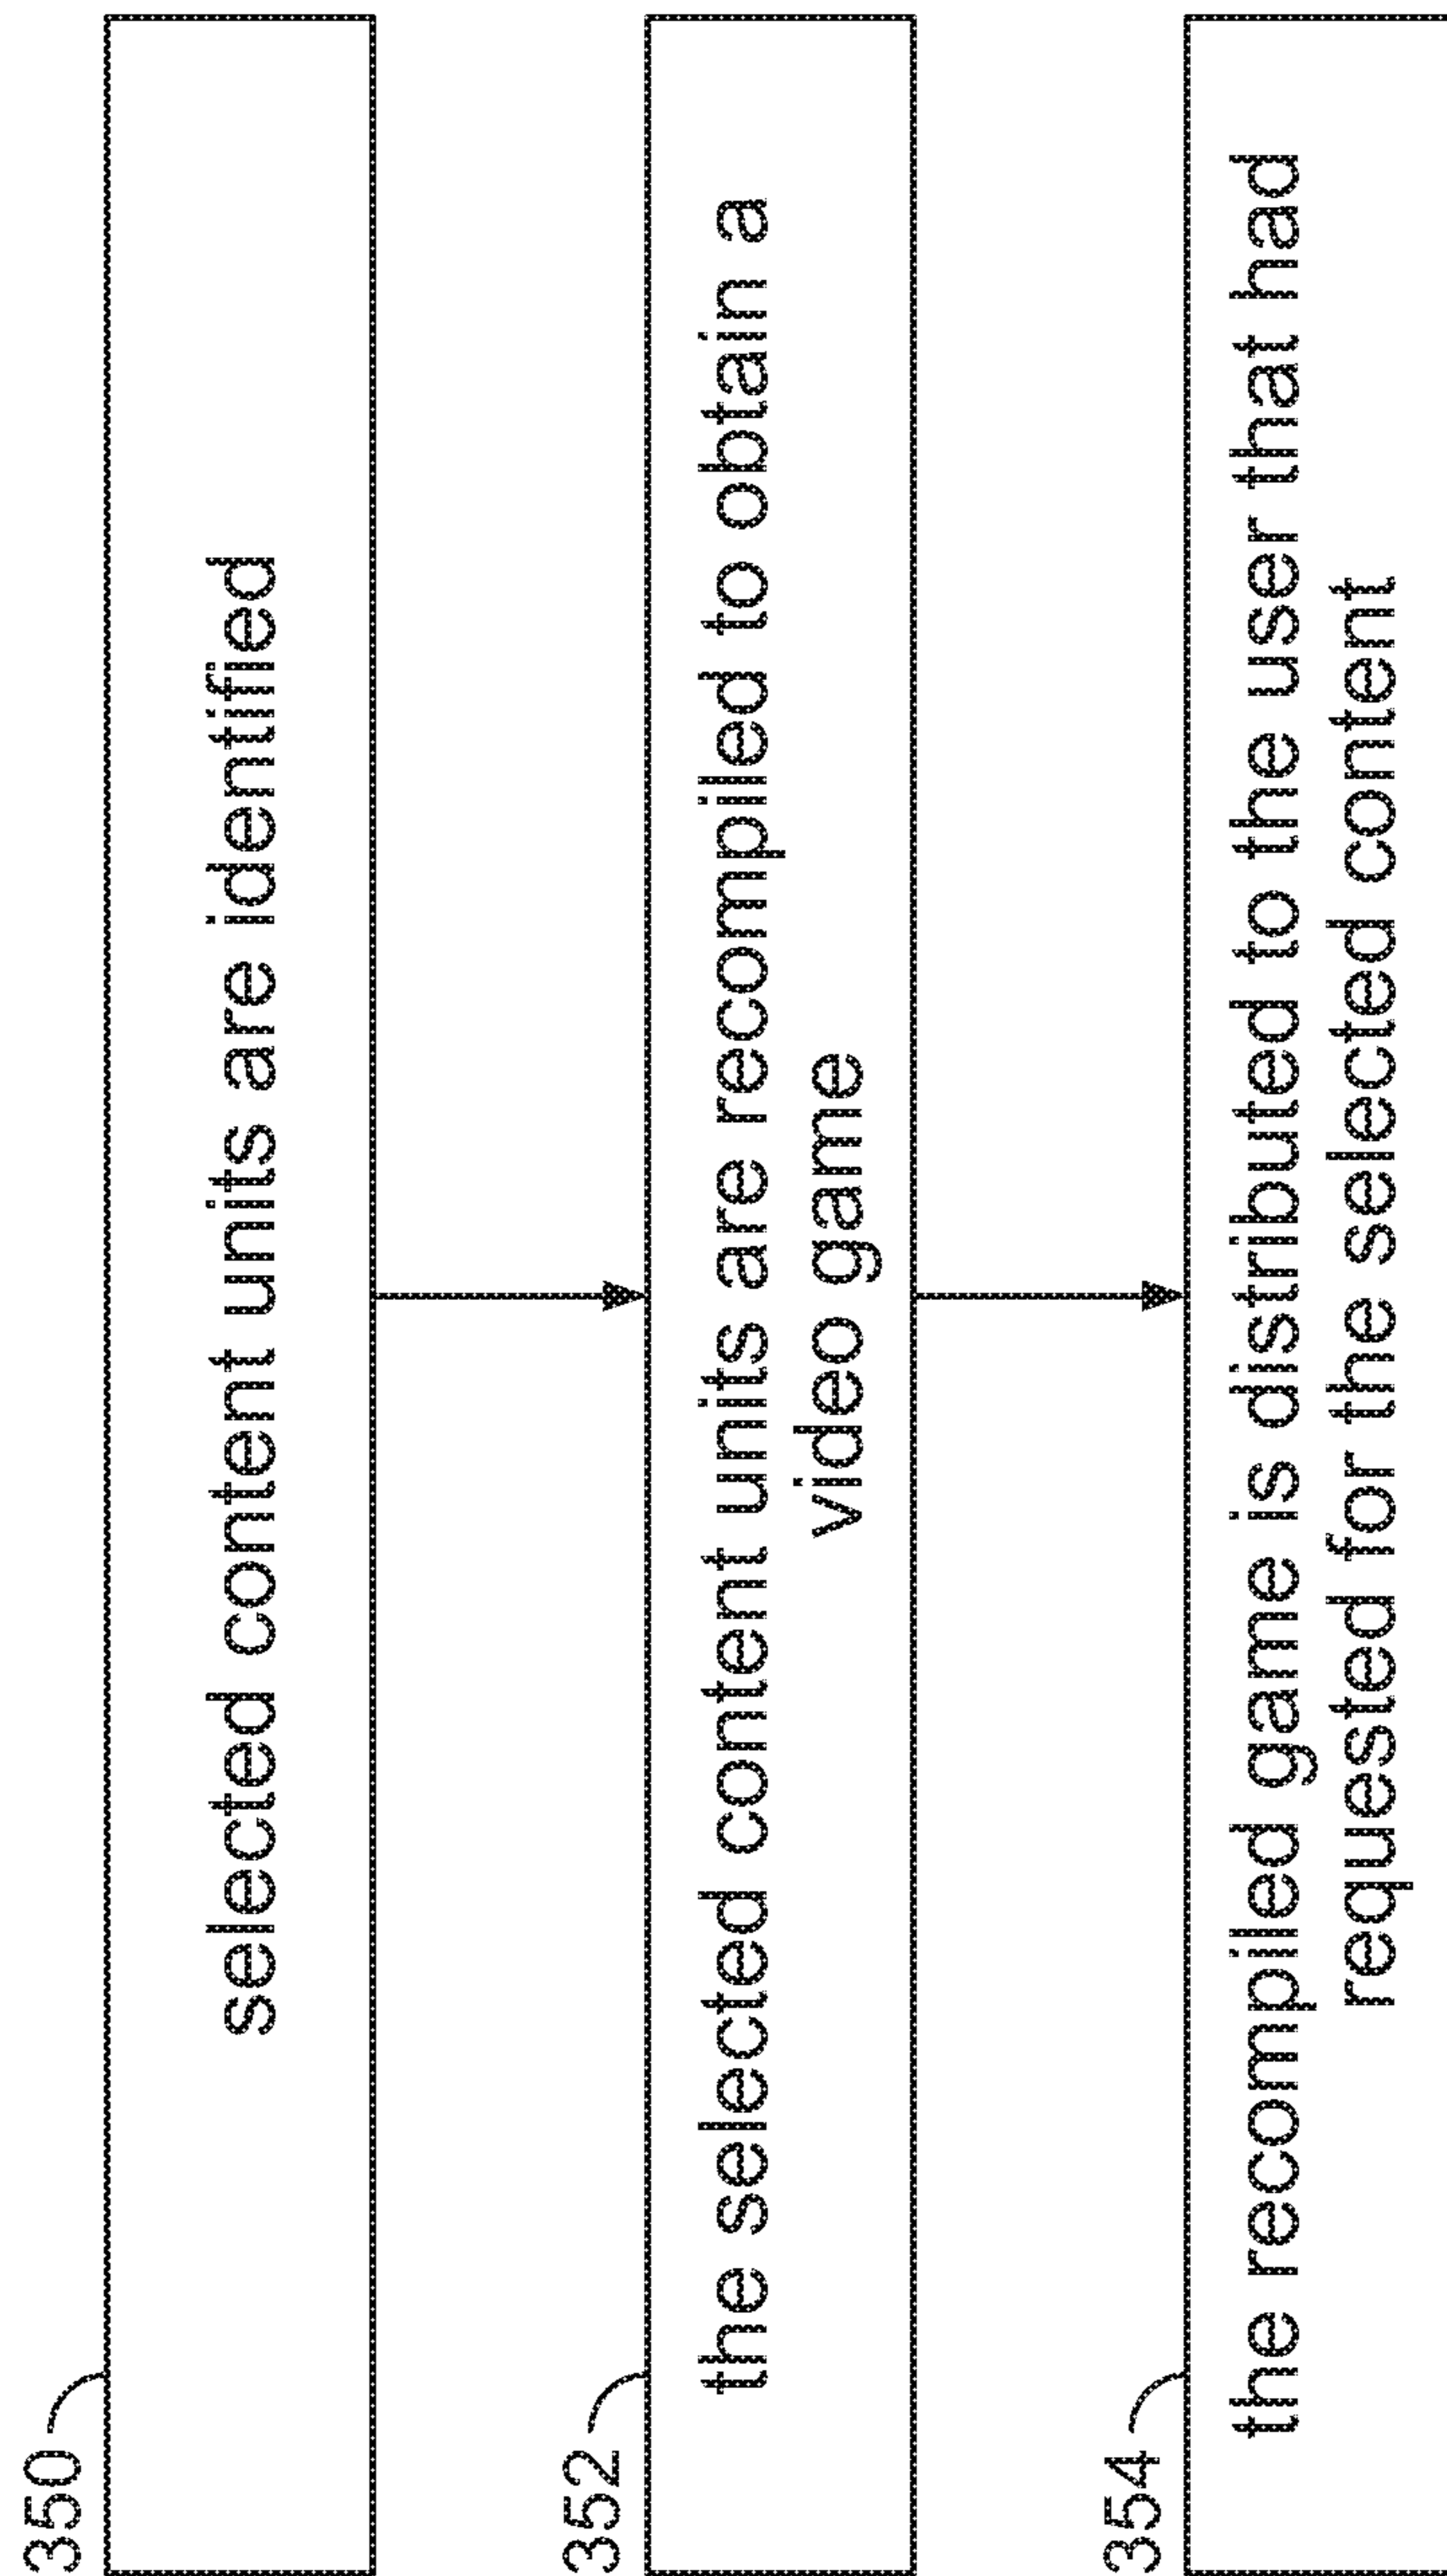 350
selected content units are identified
352
the selected content units are recompiled to obtain a
video game
354
the recompiled game is distributed to the user that had
requested for the selected content